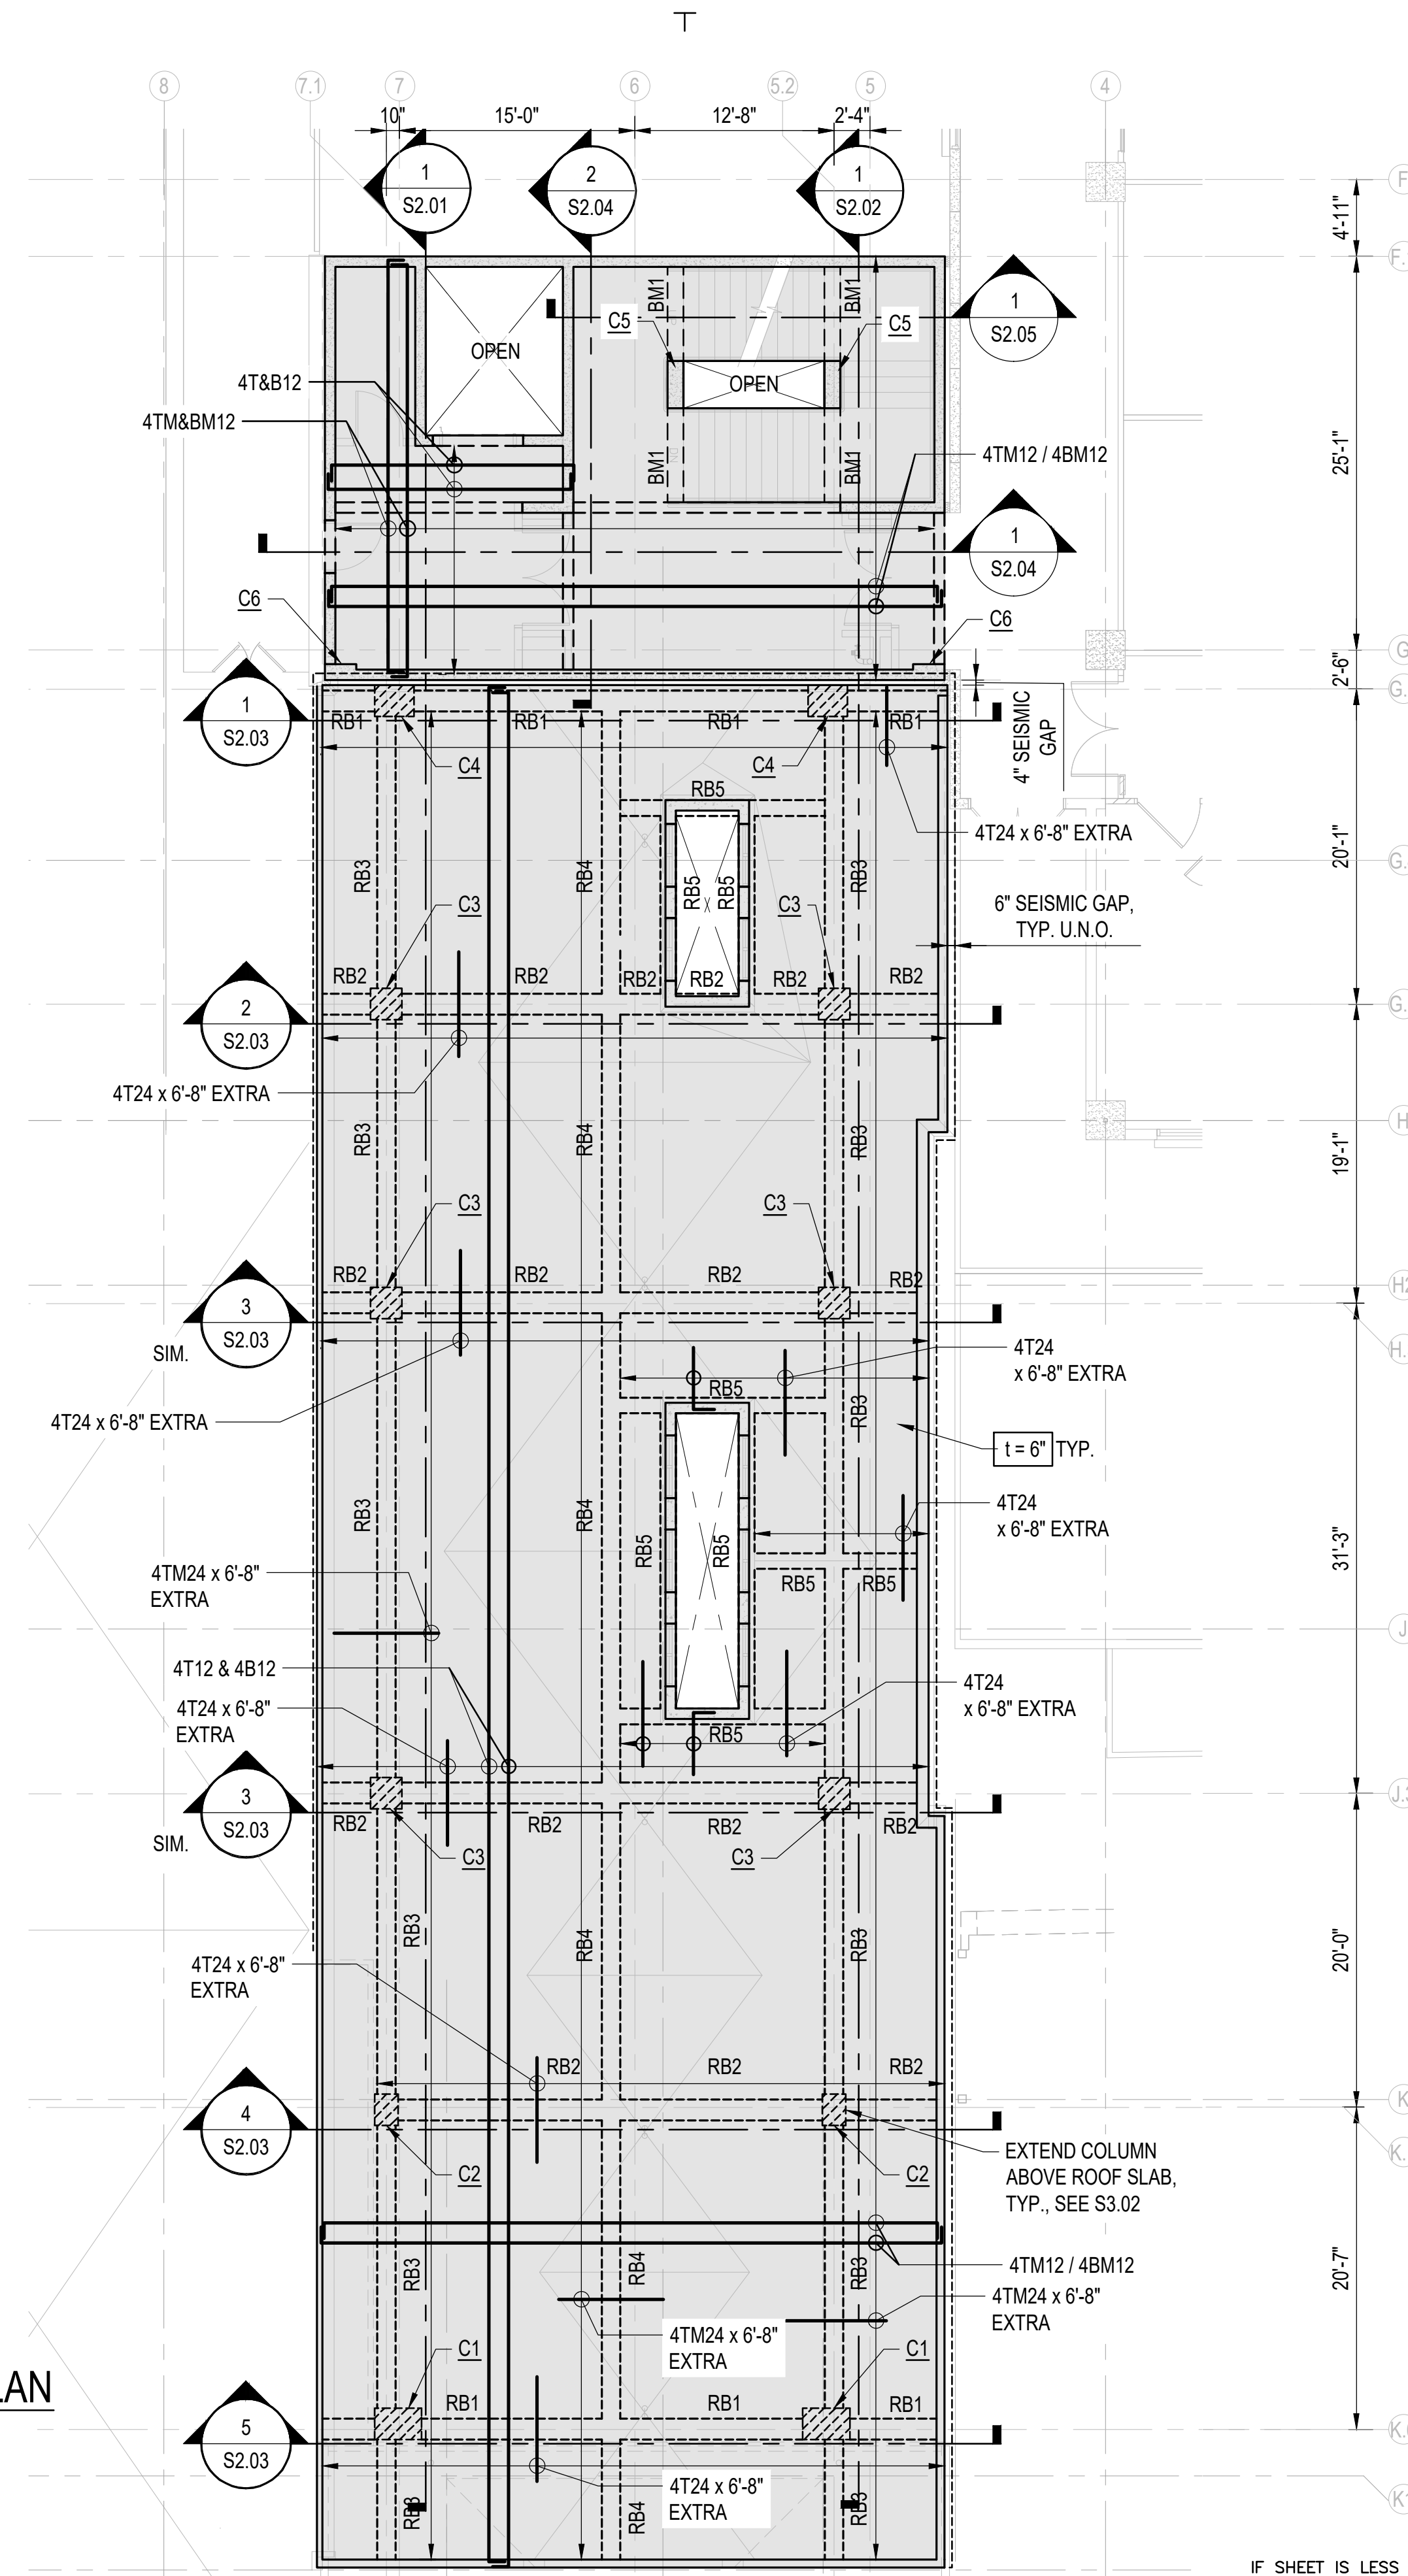 8
7.1
7
6
5.2
5
4
10"
15'-0"
12'-8"
2'-4"
1
S2.01
2
S2.04
1
S2.02
F
4'-11"
F.
BM1
BM1
1
S2.05
C5
C5
OPEN
OPEN
4T&B12
4TM&BM12
25'-1"
BM1
BM1
4TM12 / 4BM12
1
S2.04
C6
C6
G
2'-6"
G.
1
S2.03
RB1
RB1
RB1
RB1
4" SEISMIC
GAP
C4
C4
RB5
4T24 x 6'-8" EXTRA
20'-1"
G.
RB3
RB4
RB5
RB5
RB3
C3
C3
6" SEISMIC GAP,
TYP. U.N.O.
RB2
RB2
RB2
RB2
RB2
RB2
G.
2
S2.03
4T24 x 6'-8" EXTRA
H
RB3
RB4
RB3
19'-1"
C3
C3
RB2
RB2
RB2
RB2
H2
3
S2.03
SIM.
H.
4T24
x 6'-8" EXTRA
RB5
RB3
4T24 x 6'-8" EXTRA
t = 6" TYP.
RB3
RB4
4T24
x 6'-8" EXTRA
RB5
RB5
31'-3"
4TM24 x 6'-8"
EXTRA
RB5
RB5
J
4T12 & 4B12
4T24 x 6'-8"
EXTRA
4T24
x 6'-8" EXTRA
RB5
3
S2.03
SIM.
J.
RB2
RB2
RB2
RB2
C3
C3
RB3
RB4
RB3
20'-0"
4T24 x 6'-8"
EXTRA
RB2
RB2
RB2
K
4
S2.03
K.
C2
C2
EXTEND COLUMN
ABOVE ROOF SLAB,
TYP., SEE S3.02
RB3
RB4
RB3
4TM12 / 4BM12
20'-7"
4TM24 x 6'-8"
EXTRA
4TM24 x 6'-8"
EXTRA
C1
C1
LAN
RB1
RB1
RB1
5
S2.03
K.
4T24 x 6'-8"
EXTRA
K1
RB3
RB4
RB3
IF SHEET IS LESS